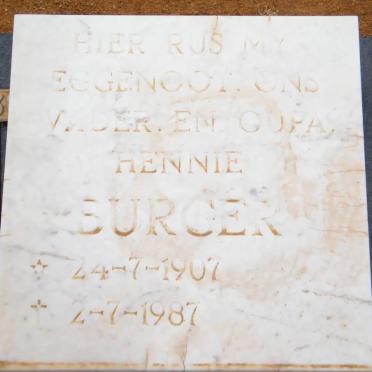 HIER RUS MY
EGGENOOT, ONS
VADER, EN OUPA,
HENNIE
BURGER
☆ 24-7-1907
† 2-7-1987